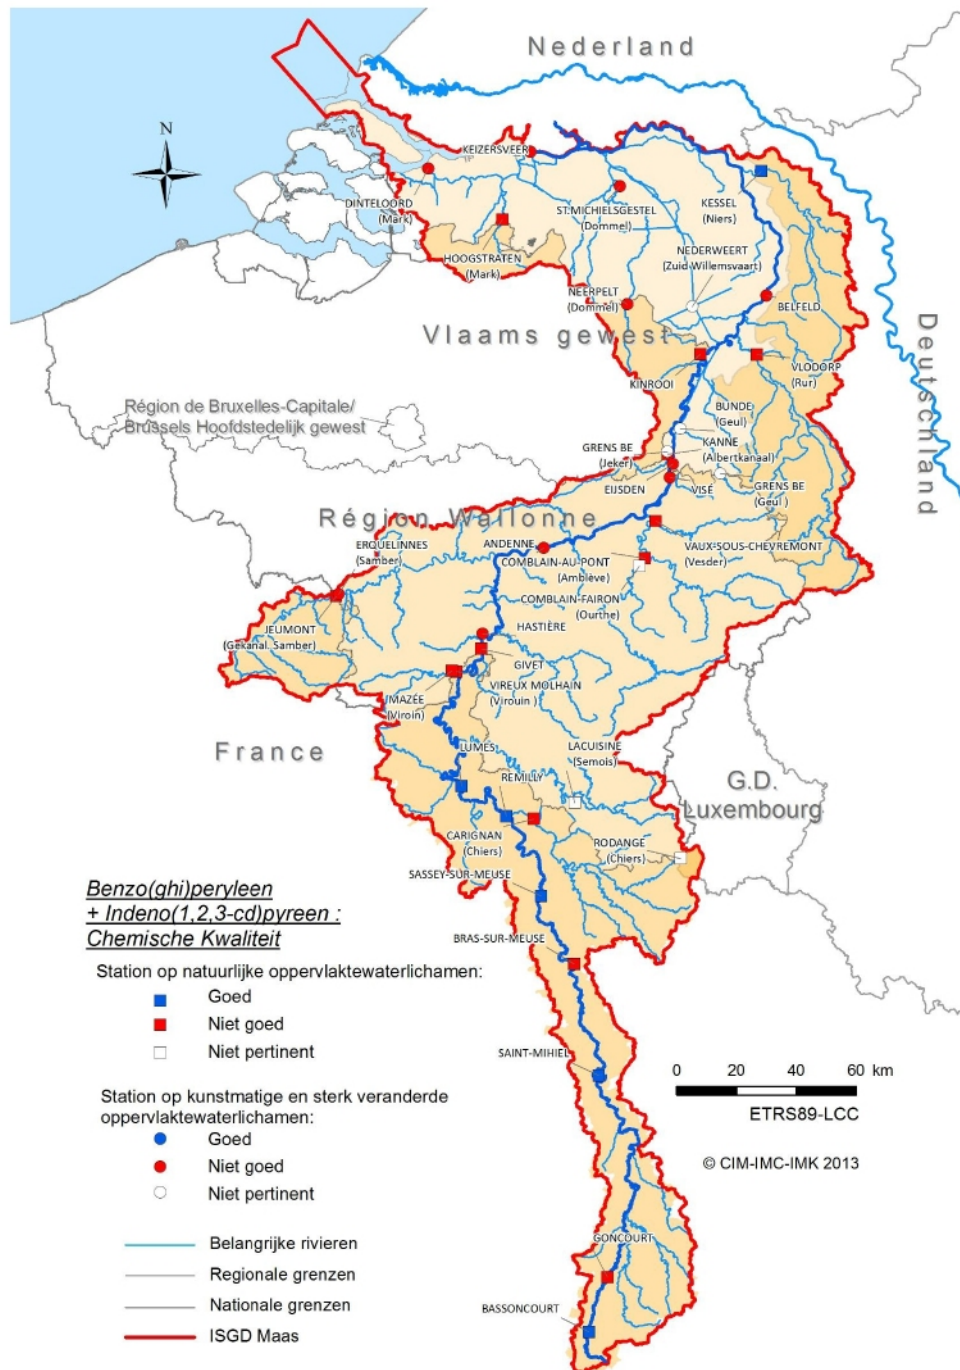 Nederland
N
KEIZERSVEER
DINTELOORD
(Mark)
ST.MICHIELSGESTEL
(Dommel)
KESSEL
(Niers)
HOOGSTRATEN
(Mark)
NEDERWEERT
(Zuid Willemsvaart)
NEERPELT
(Dommel)
BELFELD
Vlaams gewest
Deutschland
KINROOI
VLODORP
(Rur)
Région de Bruxelles-Capitale/
Brussels Hoofdstedelijk gewest
BUNDE
(Geul)
GRENS BE
(Jeker)
KANNE
(Albertkanaal)
EIJSDEN
VISÉ
GRENS BE
(Geul )
Région Wallonne
ERQUELINNES
(Samber)
ANDENNE
VAUX-SOUS-CHEVREMONT
(Vesder)
COMBLAIN-AU-PONT
(Amblève)
COMBLAIN-FAIRON
(Ourthe)
JEUMONT
(Gekanal. Samber)
HASTIÈRE
GIVET
MAZÉE
(Viroin)
VIREUX MOLHAIN
(Virouin )
France
LUMES
LACUISINE
(Semois)
REMILLY
G.D.
Luxembourg
CARIGNAN
(Chiers)
RODANGE
(Chiers)
SASSEY-SUR-MEUSE
Benzo(ghi)peryleen
+ Indeno(1,2,3-cd)pyreen :
Chemische Kwaliteit
BRAS-SUR-MEUSE
Station op natuurlijke oppervlaktewaterlichamen:
Goed
Niet goed
Niet pertinent
SAINT-MIHIEL
0 20 40 60 km
ETRS89-LCC
Station op kunstmatige en sterk veranderde
oppervlaktewaterlichamen:
Goed
Niet goed
Niet pertinent
© CIM-IMC-IMK 2013
Belangrijke rivieren
Regionale grenzen
Nationale grenzen
ISGD Maas
GONCOURT
BASSONCOURT